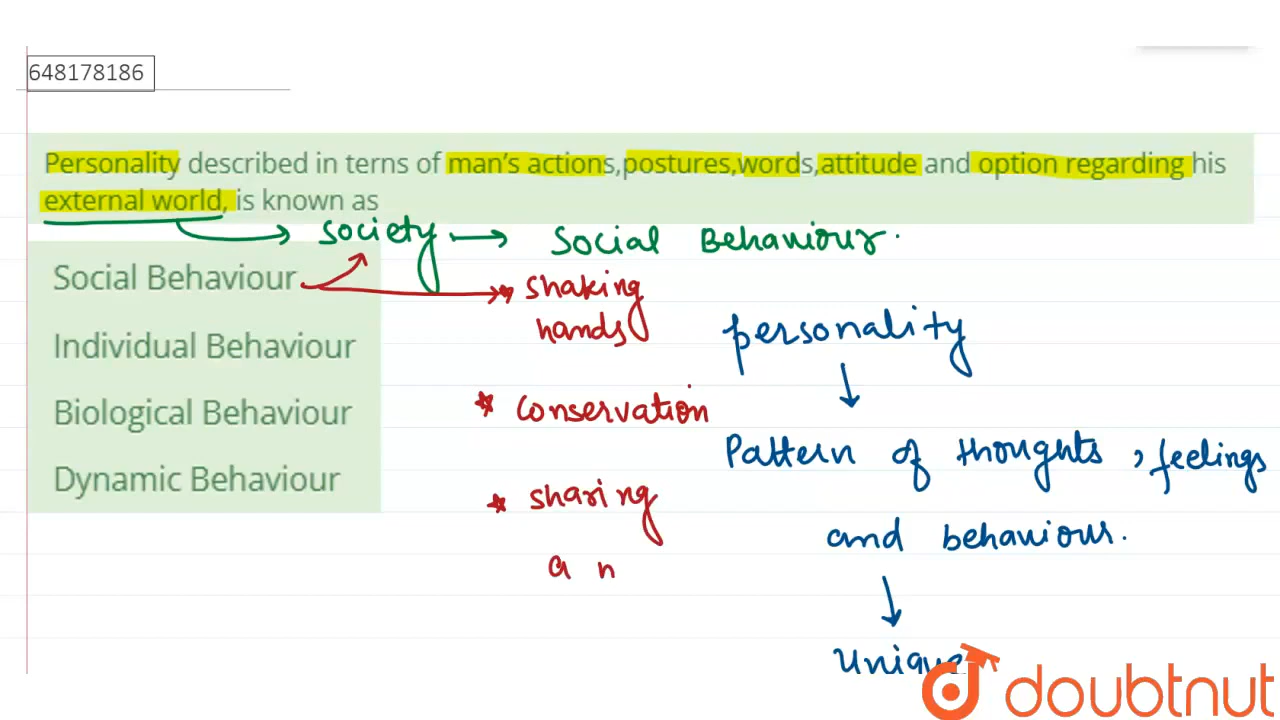 648178186
Personality described in terns of man's actions,postures,words,attitude and option regarding his
external world, is known as
society → Social Behaviour.
Social Behaviour
Individual Behaviour
Biological Behaviour
Dynamic Behaviour
* Shaking
hands
* Conservation
* Sharing
a n
personality
Pattern of thoughts, feelings
and behaviour.
Unique
doubtnut